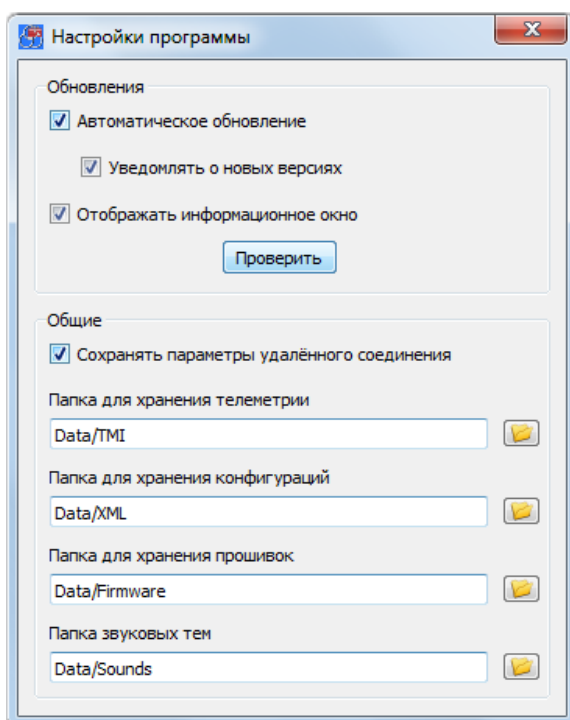 Настройки программы
Обновления
Автоматическое обновление
Уведомлять о новых версиях
Отображать информационное окно
Проверить
Общие
Сохранять параметры удалённого соединения
Папка для хранения телеметрии
Data/TMI
Папка для хранения конфигураций
Data/XML
Папка для хранения прошивок
Data/Firmware
Папка звуковых тем
Data/Sounds